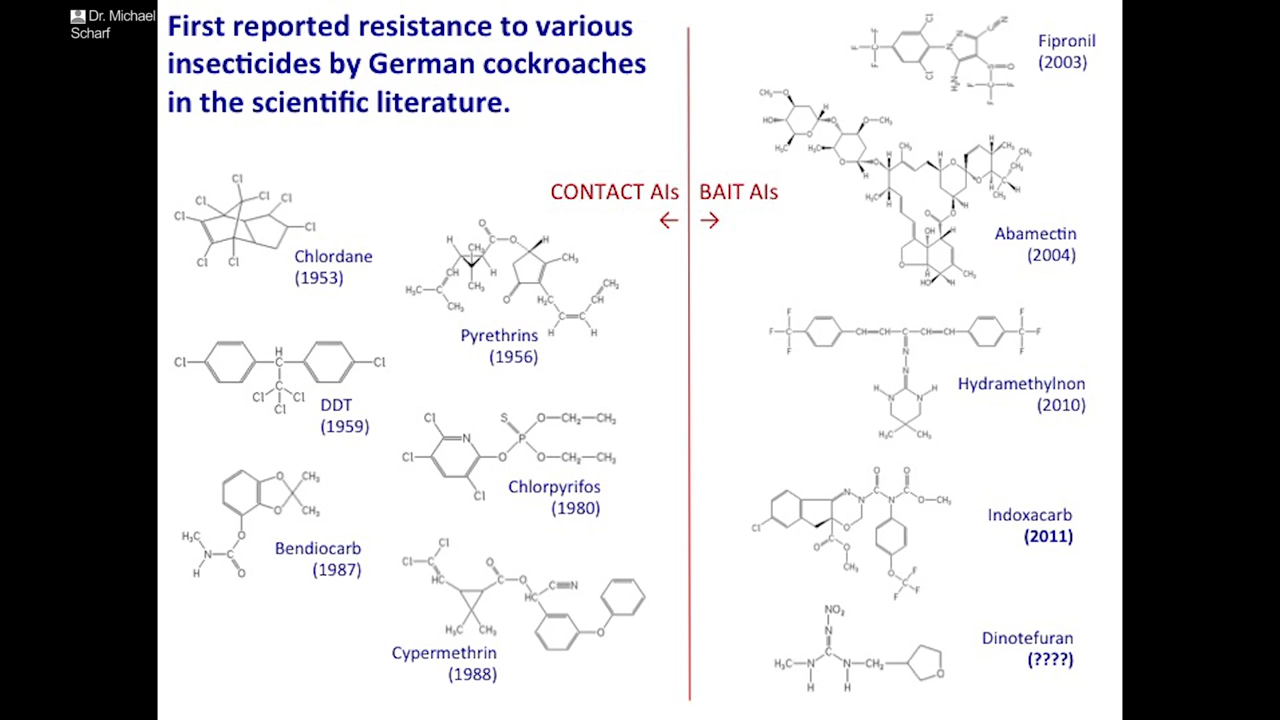 Dr. Michael
Scharf
First reported resistance to various
insecticides by German cockroaches
in the scientific literature.
CONTACT AIs
BAIT AIs
←
→
Chlordane
(1953)
Pyrethrins
(1956)
DDT
(1959)
Chlorpyrifos
(1980)
Bendiocarb
(1987)
Cypermethrin
(1988)
Fipronil
(2003)
Abamectin
(2004)
Hydramethylnon
(2010)
Indoxacarb
(2011)
Dinotefuran
(????)